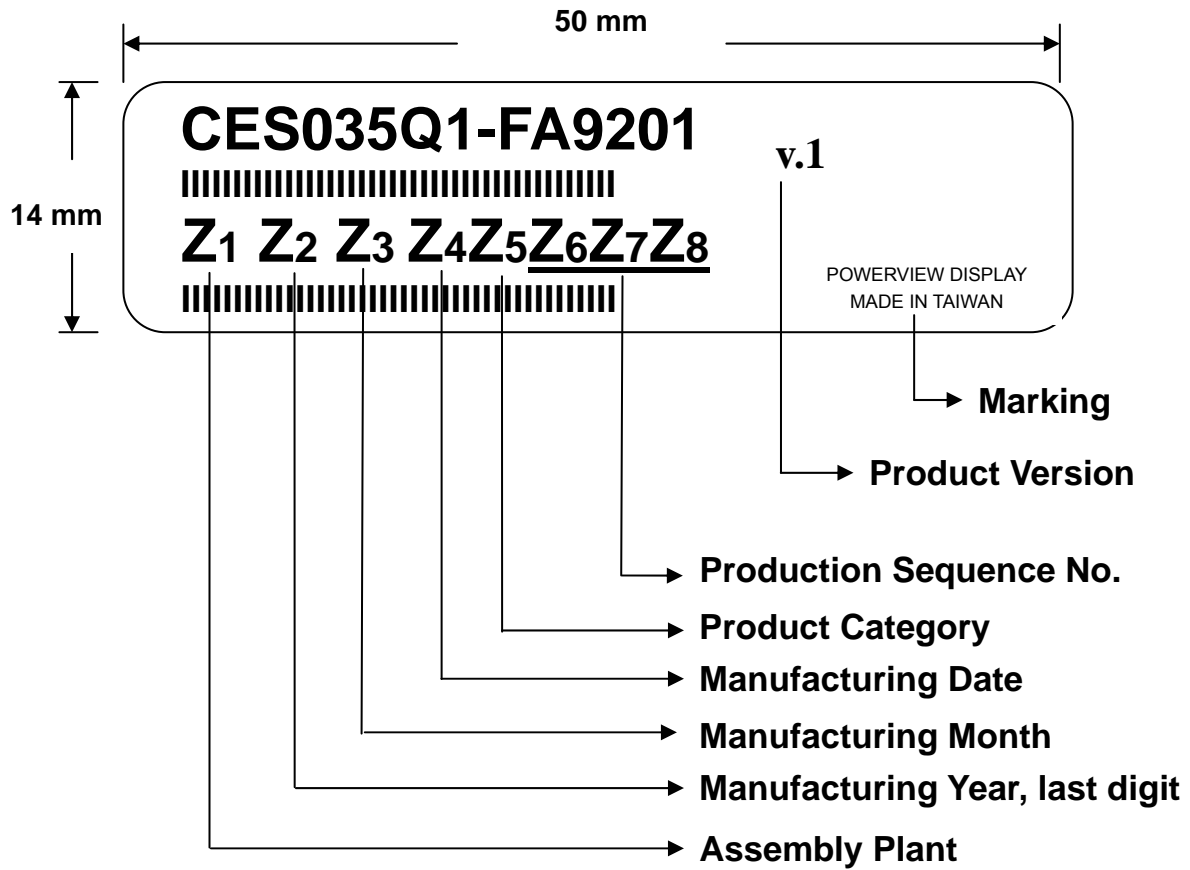 50 mm
CES035Q1-FA9201
v.1
14 mm
Z1 Z2 Z3 Z4Z5Z6Z7Z8
POWERVIEW DISPLAY
MADE IN TAIWAN
Marking
Product Version
Production Sequence No.
Product Category
Manufacturing Date
Manufacturing Month
Manufacturing Year, last digit
Assembly Plant